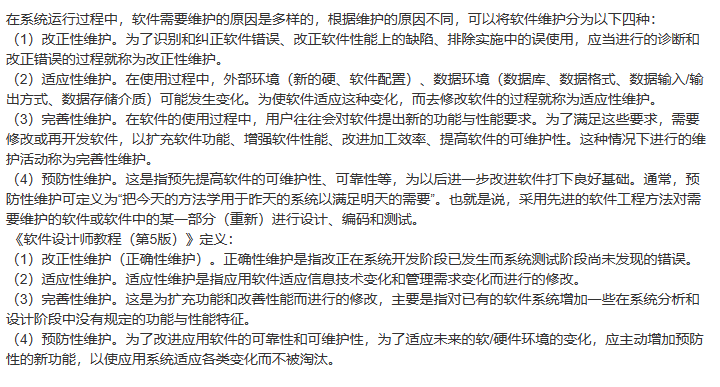 在系统运行过程中，软件需要维护的原因是多样的，根据维护的原因不同，可以将软件维护分为以下四种：
（1）改正性维护。为了识别和纠正软件错误、改正软件性能上的缺陷、排除实施中的误使用，应当进行的诊断和
改正错误的过程就称为改正性维护。
（2）适应性维护。在使用过程中，外部环境（新的硬、软件配置）、数据环境（数据库、数据格式、数据输入/输
出方式、数据存储介质）可能发生变化。为使软件适应这种变化，而去修改软件的过程就称为适应性维护。
（3）完善性维护。在软件的使用过程中，用户往往会对软件提出新的功能与性能要求。为了满足这些要求，需要
修改或再开发软件，以扩充软件功能、增强软件性能、改进加工效率、提高软件的可维护性。这种情况下进行的维
护活动称为完善性维护。
（4）预防性维护。这是指预先提高软件的可维护性、可靠性等，为以后进一步改进软件打下良好基础。通常，预
防性维护可定义为“把今天的方法学用于昨天的系统以满足明天的需要”。也就是说，采用先进的软件工程方法对需
要维护的软件或软件中的某一部分（重新）进行设计、编码和测试。
《软件设计师教程（第5版）》定义：
（1）改正性维护（正确性维护）。正确性维护是指改正在系统开发阶段已发生而系统测试阶段尚未发现的错误。
（2）适应性维护。适应性维护是指应用软件适应信息技术变化和管理需求变化而进行的修改。
（3）完善性维护。这是为扩充功能和改善性能而进行的修改，主要是指对已有的软件系统增加一些在系统分析和
设计阶段中没有规定的功能与性能特征。
（4）预防性维护。为了改进应用软件的可靠性和可维护性，为了适应未来的软/硬件环境的变化，应主动增加预防
性的新功能，以使应用系统适应各类变化而不被淘汰。